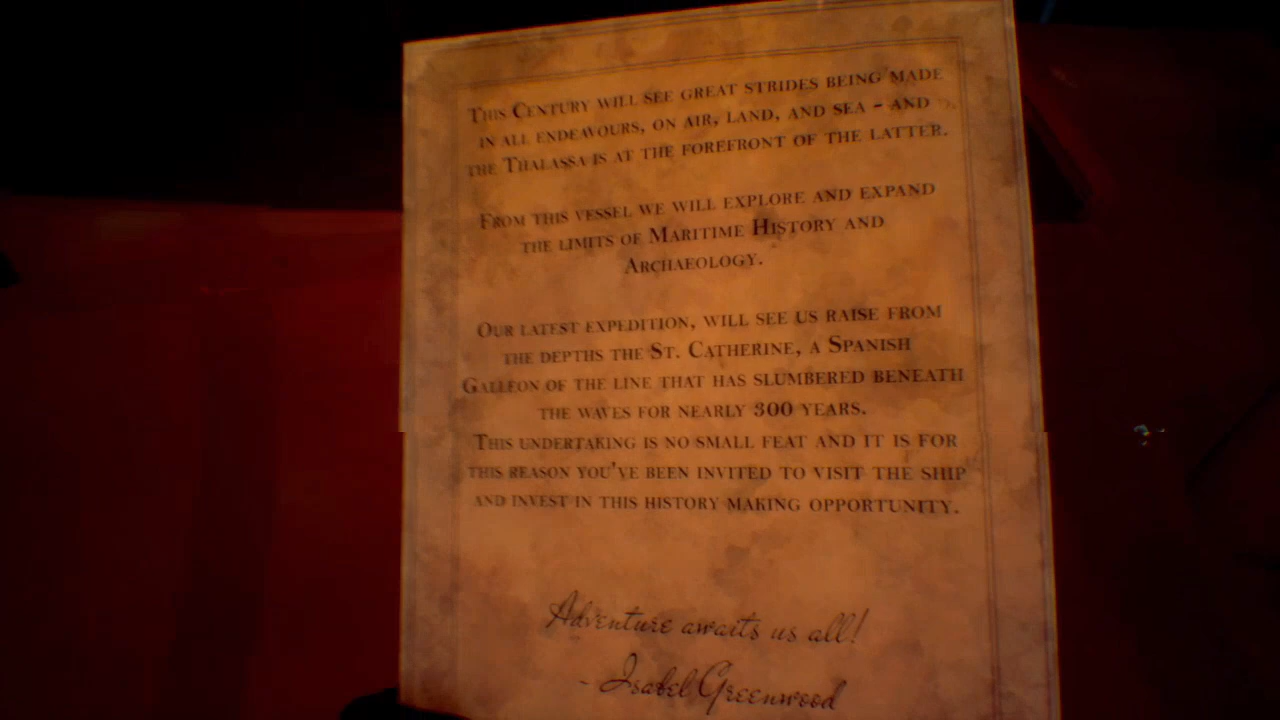 This Century will see great strides being made
in all endeavours, on air, land, and sea - and
the Thalassa is at the forefront of the latter.
From this vessel we will explore and expand
the limits of Maritime History and
Archaeology.
Our latest expedition, will see us raise from
the depths the St. Catherine, a Spanish
Galleon of the line that has slumbered beneath
the waves for nearly 300 years.
This undertaking is no small feat and it is for
this reason you've been invited to visit the ship
and invest in this history making opportunity.
Adventure awaits us all!
- Isabel Greenwood